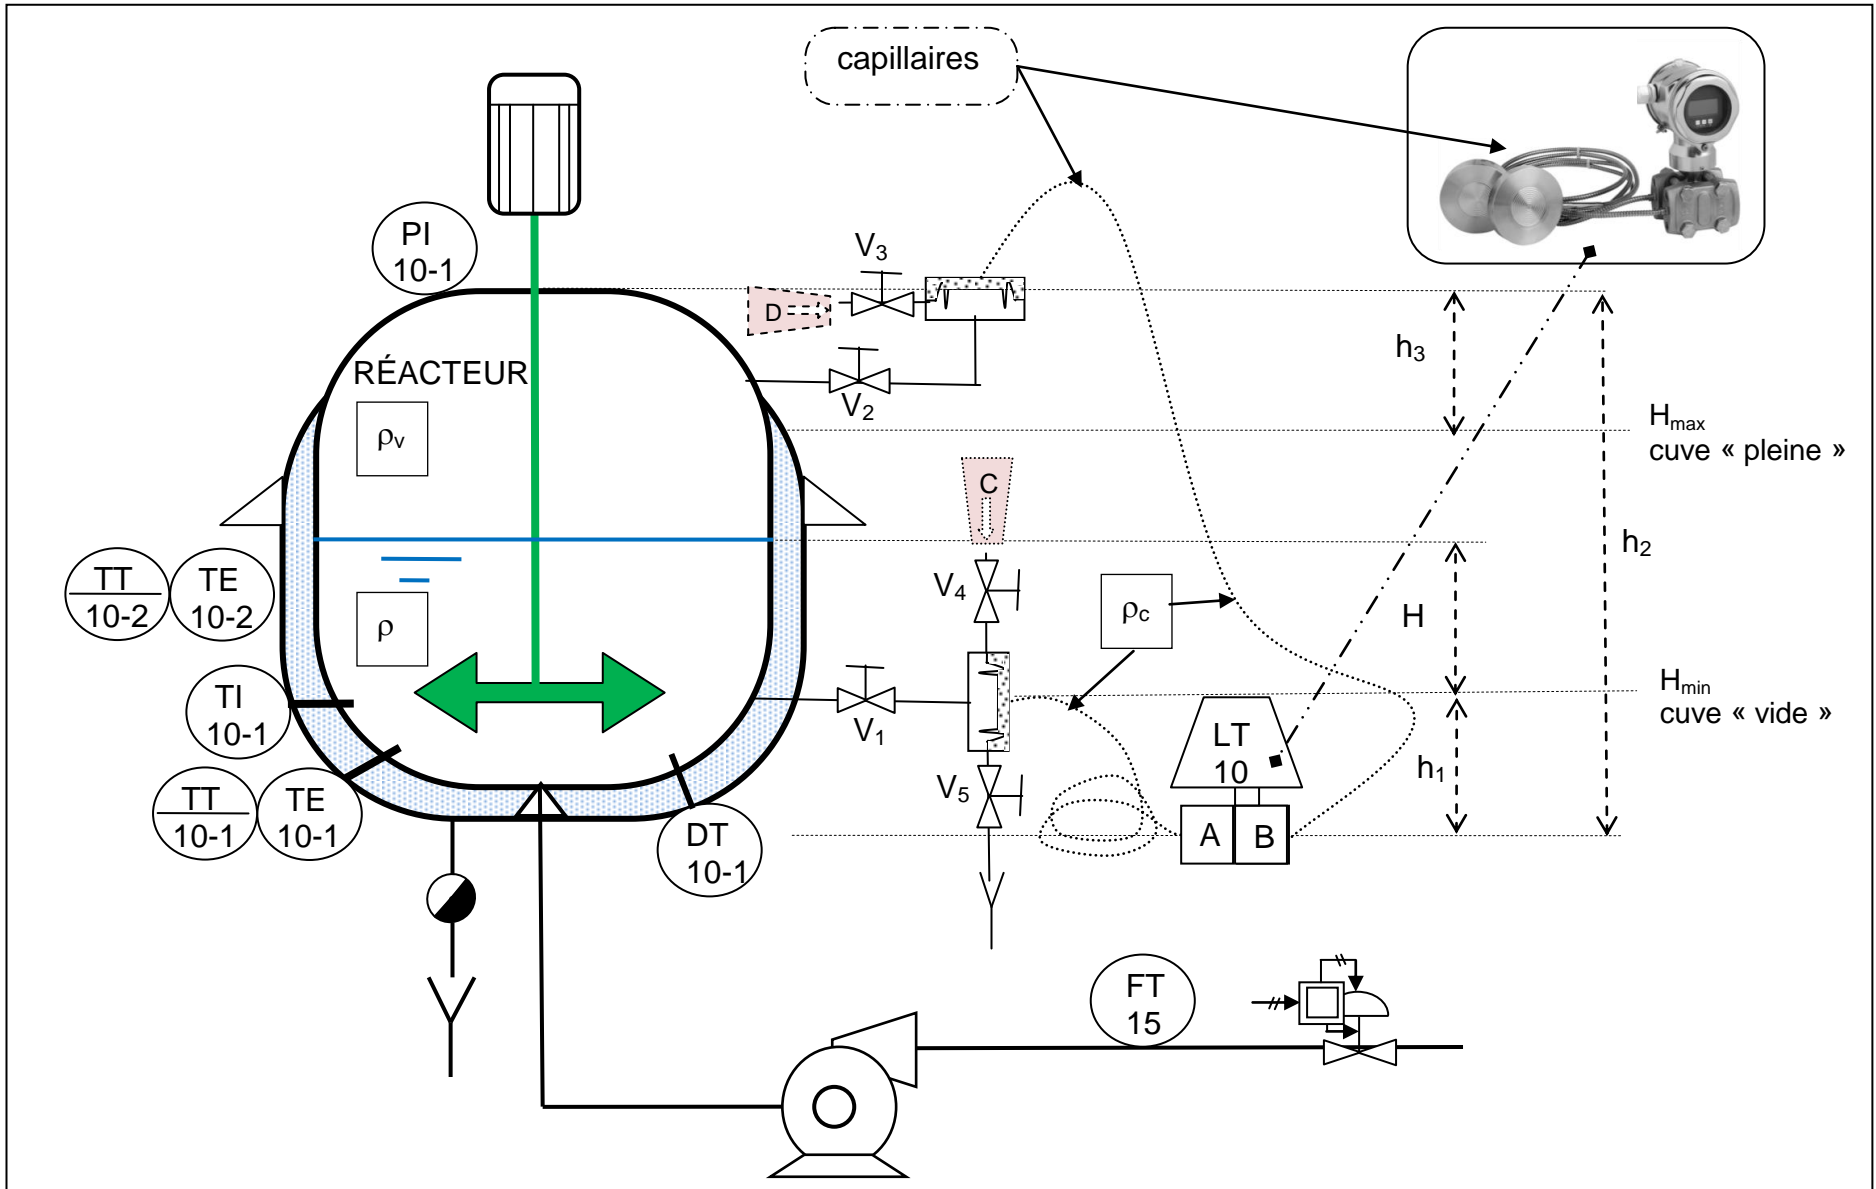 capillaires
PI
10-1
V₃
D
h₃
RÉACTEUR
V₂
Hmax
cuve « pleine »
ρv
C
h₂
TT
10-2
TE
10-2
V₄
ρc
H
ρ
TI
10-1
Hmin
cuve « vide »
V₁
LT
10
h₁
TT
10-1
TE
10-1
V₅
DT
10-1
A
B
FT
15